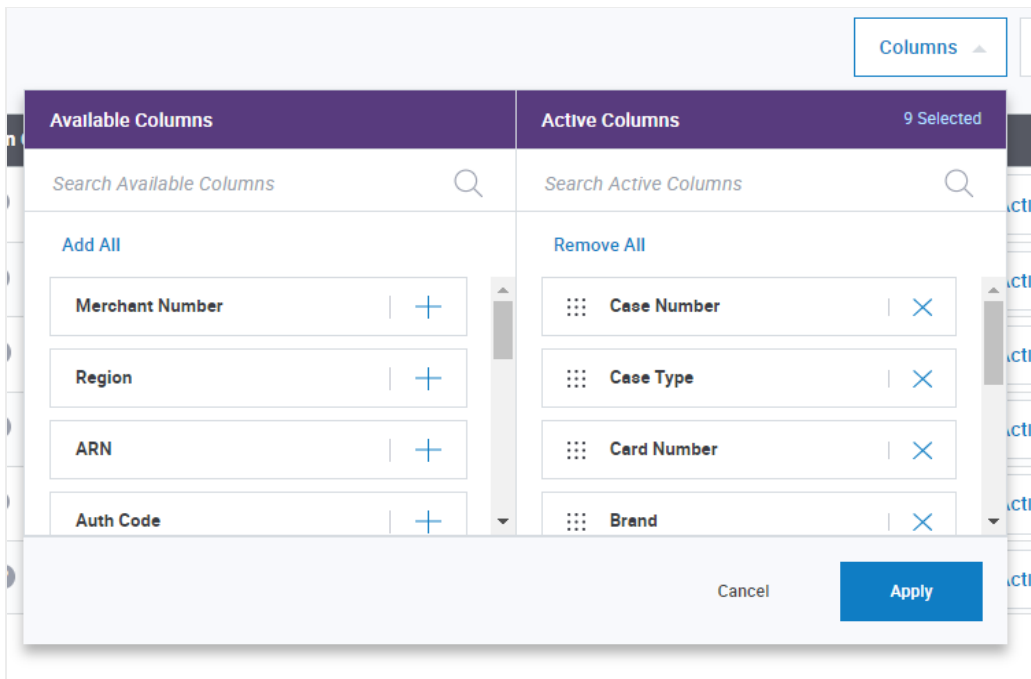 Columns
Available Columns
Active Columns
9 Selected
Search Available Columns
Search Active Columns
Add All
Remove All
Merchant Number
Case Number
Region
Case Type
ARN
Card Number
Auth Code
Brand
Cancel
Apply